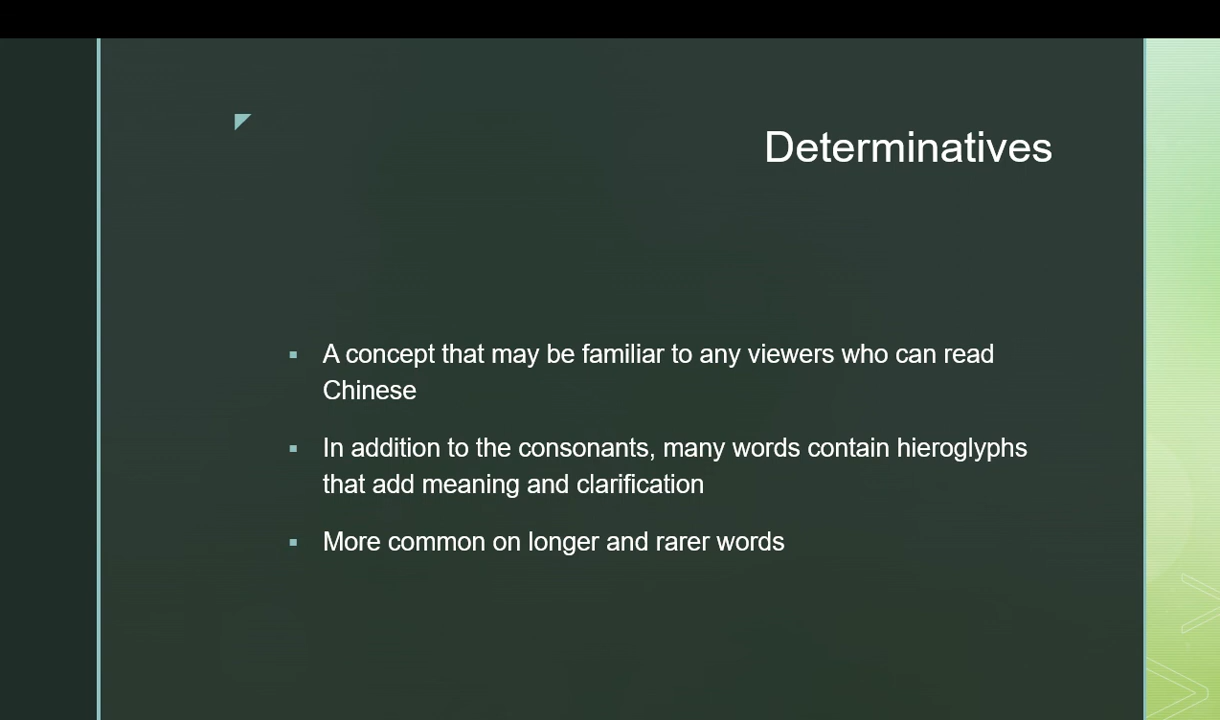 Determinatives
▪ A concept that may be familiar to any viewers who can read
Chinese
▪ In addition to the consonants, many words contain hieroglyphs
that add meaning and clarification
▪ More common on longer and rarer words